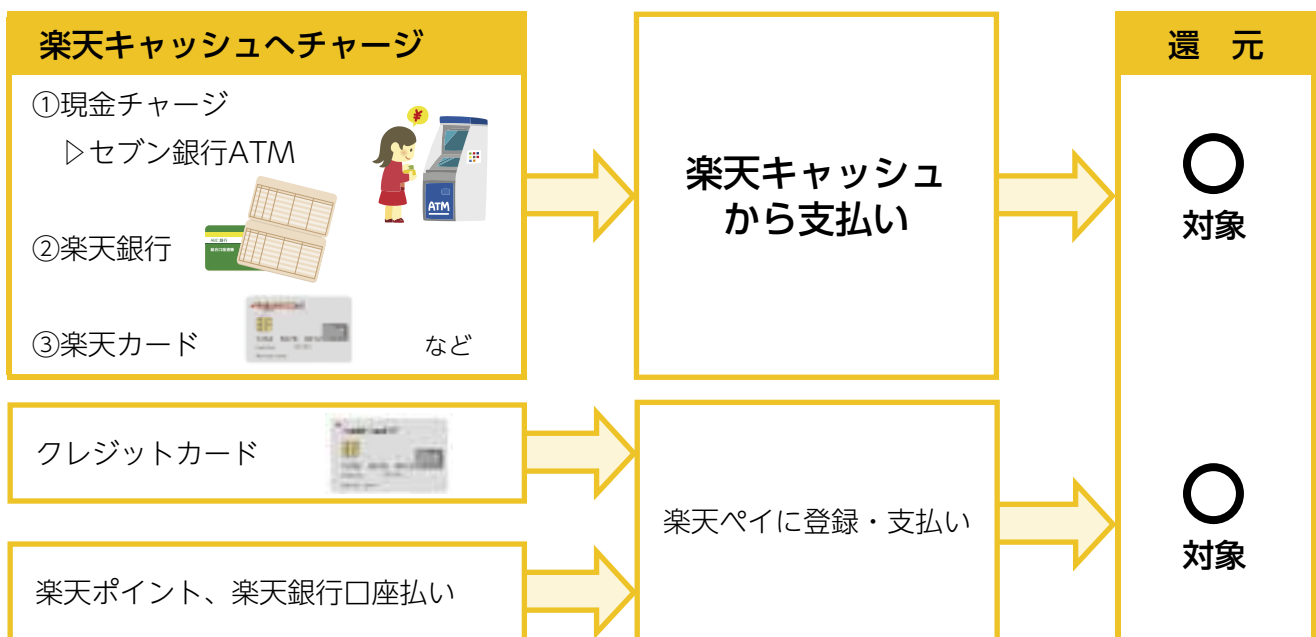 楽天キャッシュへチャージ
①現金チャージ
▷セブン銀行ATM
ATM
②楽天銀行
③楽天カード
など
楽天キャッシュ
から支払い
還 元
対象
クレジットカード
楽天ポイント、楽天銀行口座払い
楽天ペイに登録・支払い
対象